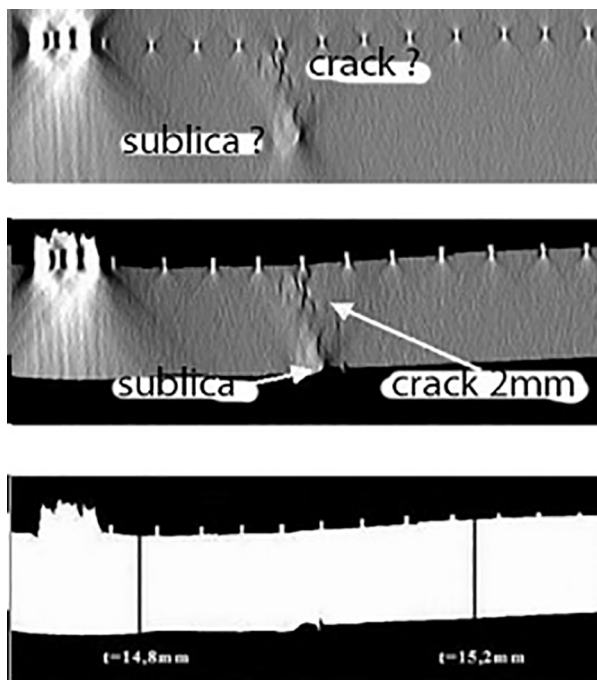 crack ?
sublica ?
sublica
crack 2mm
t=14,8mm
t=15,2mm